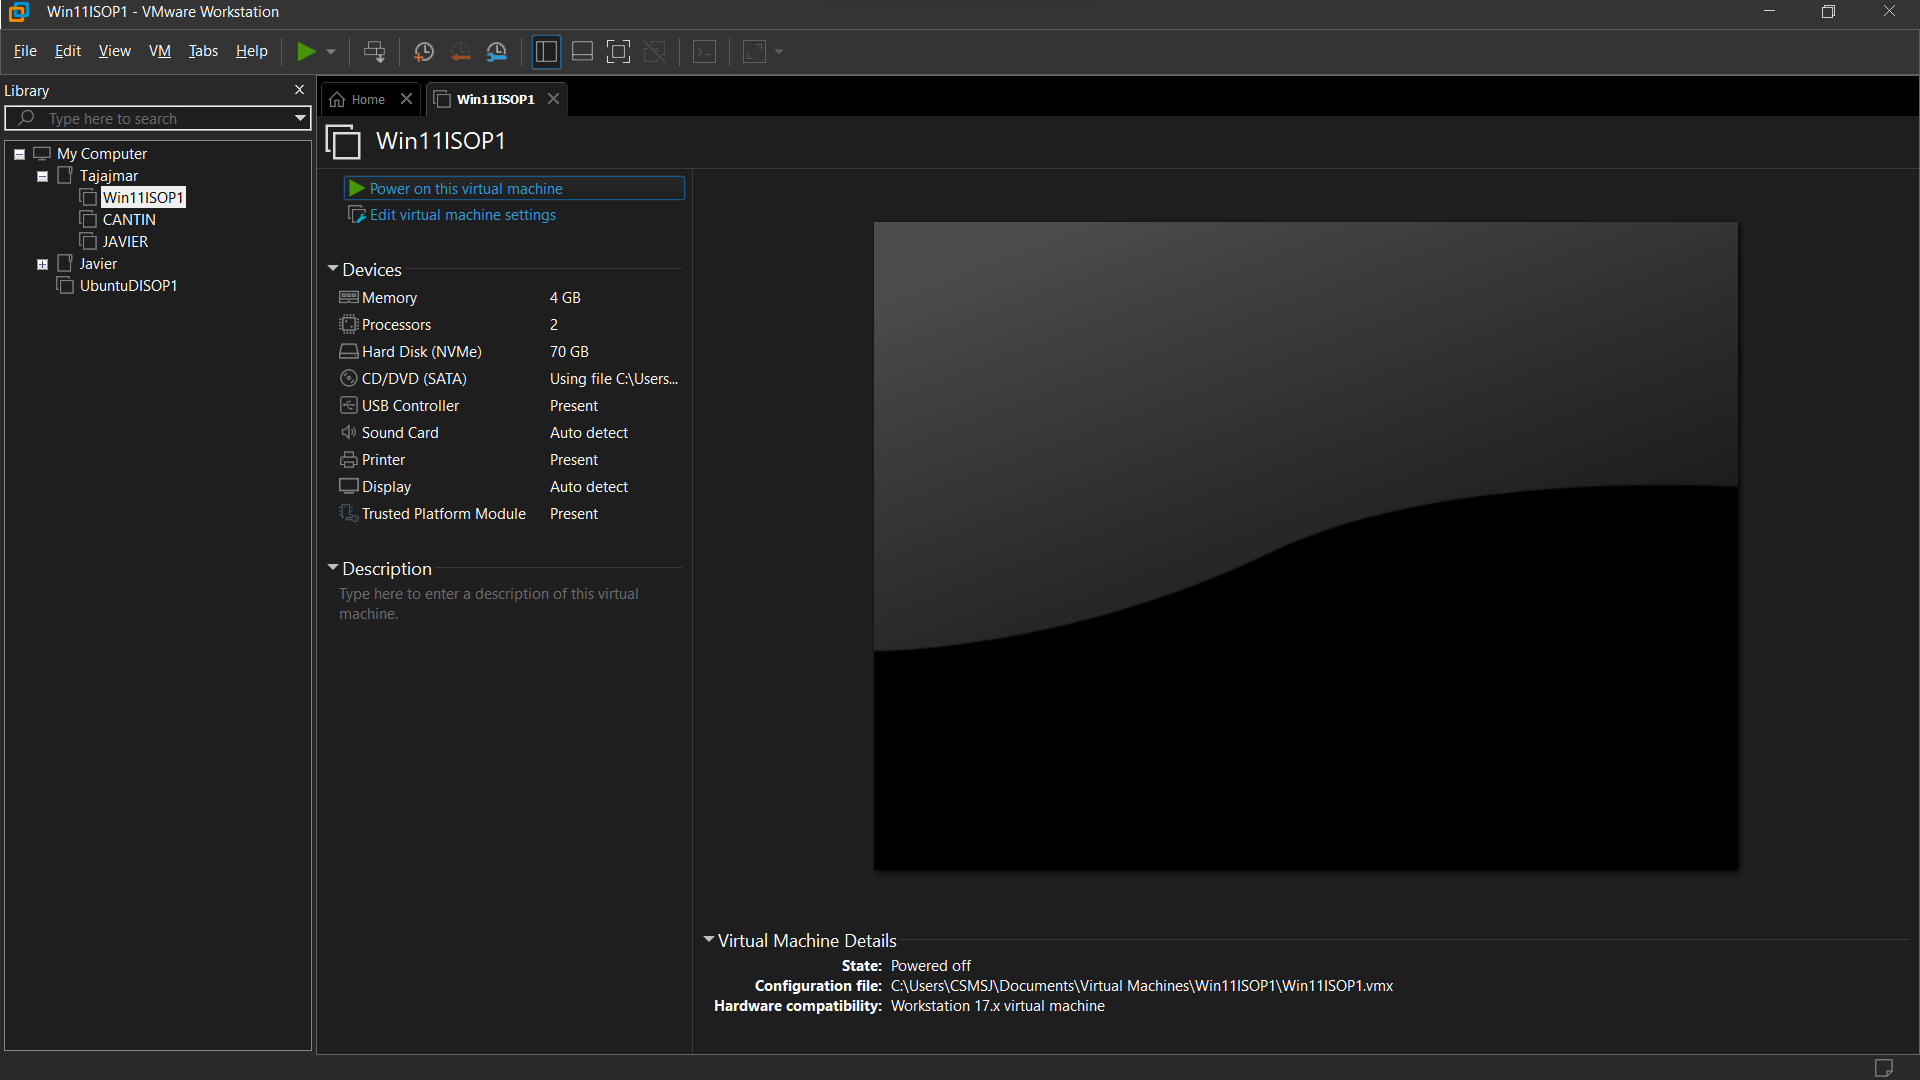 Win11ISOP1 - VMware Workstation
File Edit View VM Tabs Help
Library
Type here to search
My Computer
Tajajmar
Win11ISOP1
CANTIN
JAVIER
Javier
UbuntuDISOP1
Home
Win11ISOP1
Win11ISOP1
Power on this virtual machine
Edit virtual machine settings
Devices
Memory 4 GB
Processors 2
Hard Disk (NVMe) 70 GB
CD/DVD (SATA) Using file C:\Users...
USB Controller Present
Sound Card Auto detect
Printer Present
Display Auto detect
Trusted Platform Module Present
Description
Type here to enter a description of this virtual
machine.
Virtual Machine Details
State: Powered off
Configuration file: C:\Users\CSMSJ\Documents\Virtual Machines\Win11ISOP1\Win11ISOP1.vmx
Hardware compatibility: Workstation 17.x virtual machine